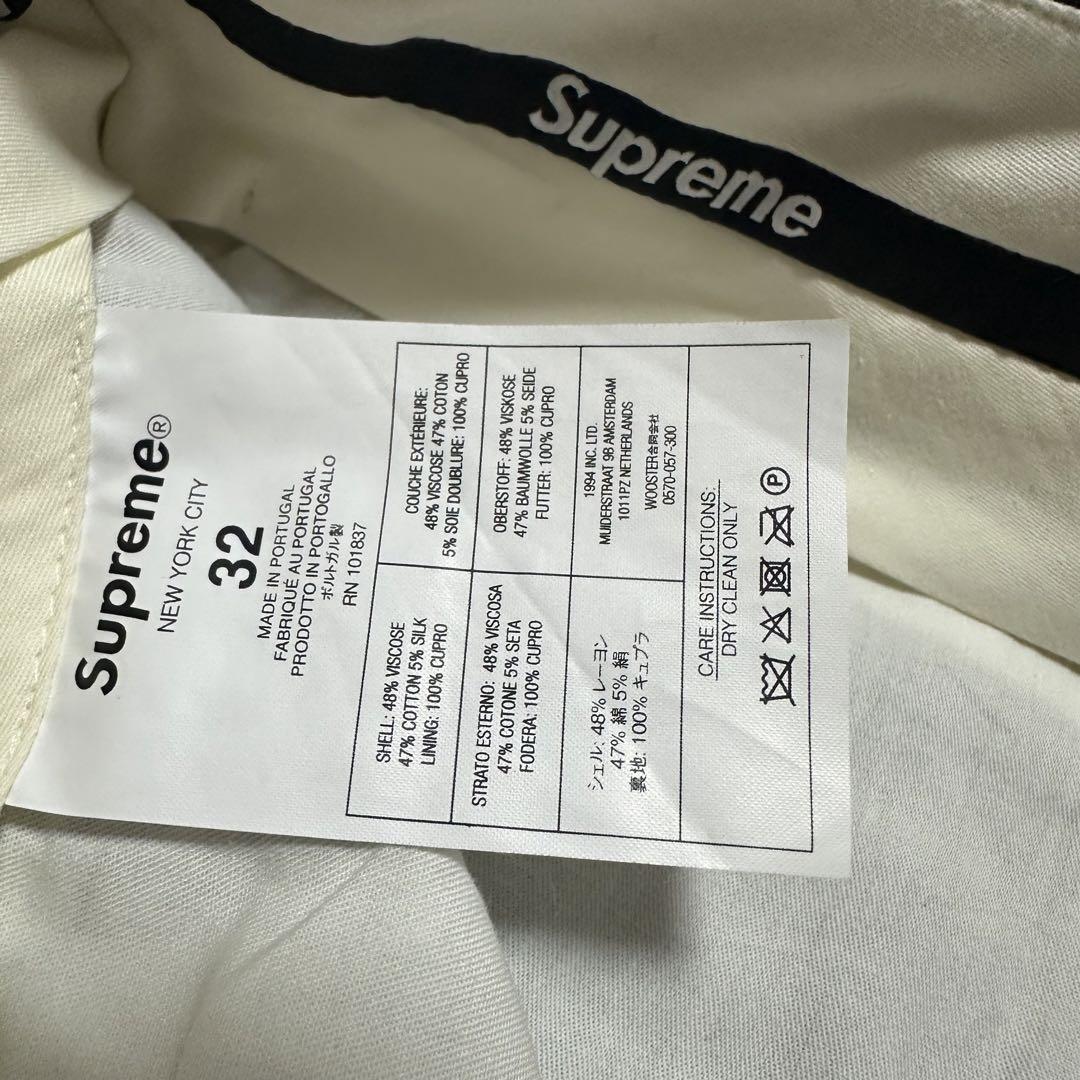 Supreme
Supreme®
NEW YORK CITY
32
MADE IN PORTUGAL
FABRIQUÉ AU PORTUGAL
PRODOTTO IN PORTOGALLO
ポルトガル製
RN 101837
SHELL: 48% VISCOSE
47% COTTON 5% SILK
LINING: 100% CUPRO
COUCHE EXTÉRIEURE:
48% VISCOSE 47% COTON
5% SOIE DOUBLURE: 100% CUPRO
STRATO ESTERNO: 48% VISCOSA
47% COTONE 5% SETA
FODERA: 100% CUPRO
OBERSTOFF: 48% VISKOSE
47% BAUMWOLLE 5% SEIDE
FUTTER: 100% CUPRO
シェル: 48% レーヨン
47% 綿 5% 絹
裏地: 100% キュプラ
1994 INC. LTD.
MUIDERSTRAAT 9B AMSTERDAM
1011PZ NETHERLANDS
WOOSTER合同会社
0570-057-300
CARE INSTRUCTIONS:
DRY CLEAN ONLY
P